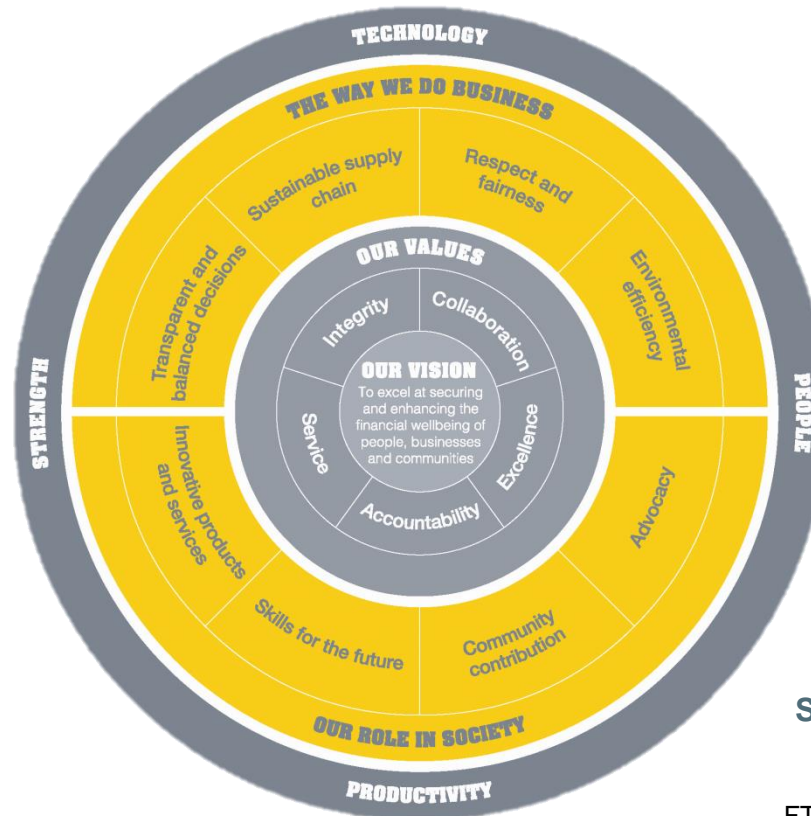 TECHNOLOGY
THE WAY WE DO BUSINESS
Sustainable supply
chain
Respect and
fairness
Transparent and
balanced decisions
Environmental
efficiency
OUR VALUES
Integrity
Collaboration
OUR VISION
To excel at securing
and enhancing the
financial wellbeing of
people, businesses
and communities
Service
Excellence
Accountability
STRENGTH
PEOPLE
Innovative products
and services
Advocacy
Skills for the future
Community
contribution
OUR ROLE IN SOCIETY
PRODUCTIVITY
S
FT